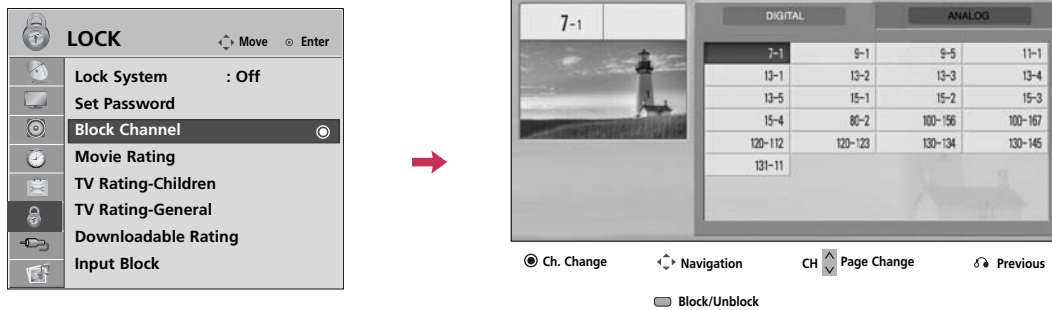 LOCK Move Enter
Lock System : Off
Set Password
Block Channel
Movie Rating
TV Rating-Children
TV Rating-General
Downloadable Rating
Input Block
7-1
DIGITAL ANALOG
7-1 9-1 9-5 11-1
13-1 13-2 13-3 13-4
13-5 15-1 15-2 15-3
15-4 80-2 100-156 100-167
120-112 120-123 130-134 130-145
131-11
Ch. Change Navigation CH Page Change Previous
Block/Unblock